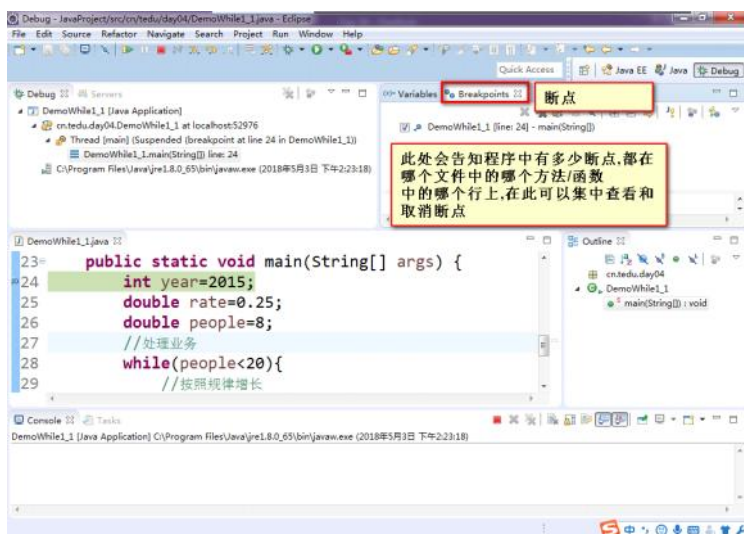 Debug - JavaProject/src/cn/tedu/day04/DemoWhile1_1.java - Eclipse
File Edit Source Refactor Navigate Search Project Run Window Help
Quick Access Java EE Java Debug
Debug Servers
DemoWhile1_1 [Java Application]
cn.tedu.day04.DemoWhile1_1 at localhost:52976
Thread [main] (Suspended (breakpoint at line 24 in DemoWhile1_1))
DemoWhile1_1.main(String[]) line: 24
C:\Program Files\Java\jre1.8.0_65\bin\javaw.exe (2018年5月3日 下午2:23:18)
Variables Breakpoints
断点
DemoWhile1_1 [line: 24] - main(String[])
此处会告知程序中有多少断点,都在
哪个文件中的哪个方法/函数
中的哪个行上,在此可以集中查看和
取消断点
DemoWhile1_1.java
23 public static void main(String[] args) {
24 int year=2015;
25 double rate=0.25;
26 double people=8;
27 //处理业务
28 while(people<20){
29 //按照规律增长
Outline
cn.tedu.day04
DemoWhile1_1
main(String[]) : void
Console Tasks
DemoWhile1_1 [Java Application] C:\Program Files\Java\jre1.8.0_65\bin\javaw.exe (2018年5月3日 下午2:23:18)
中